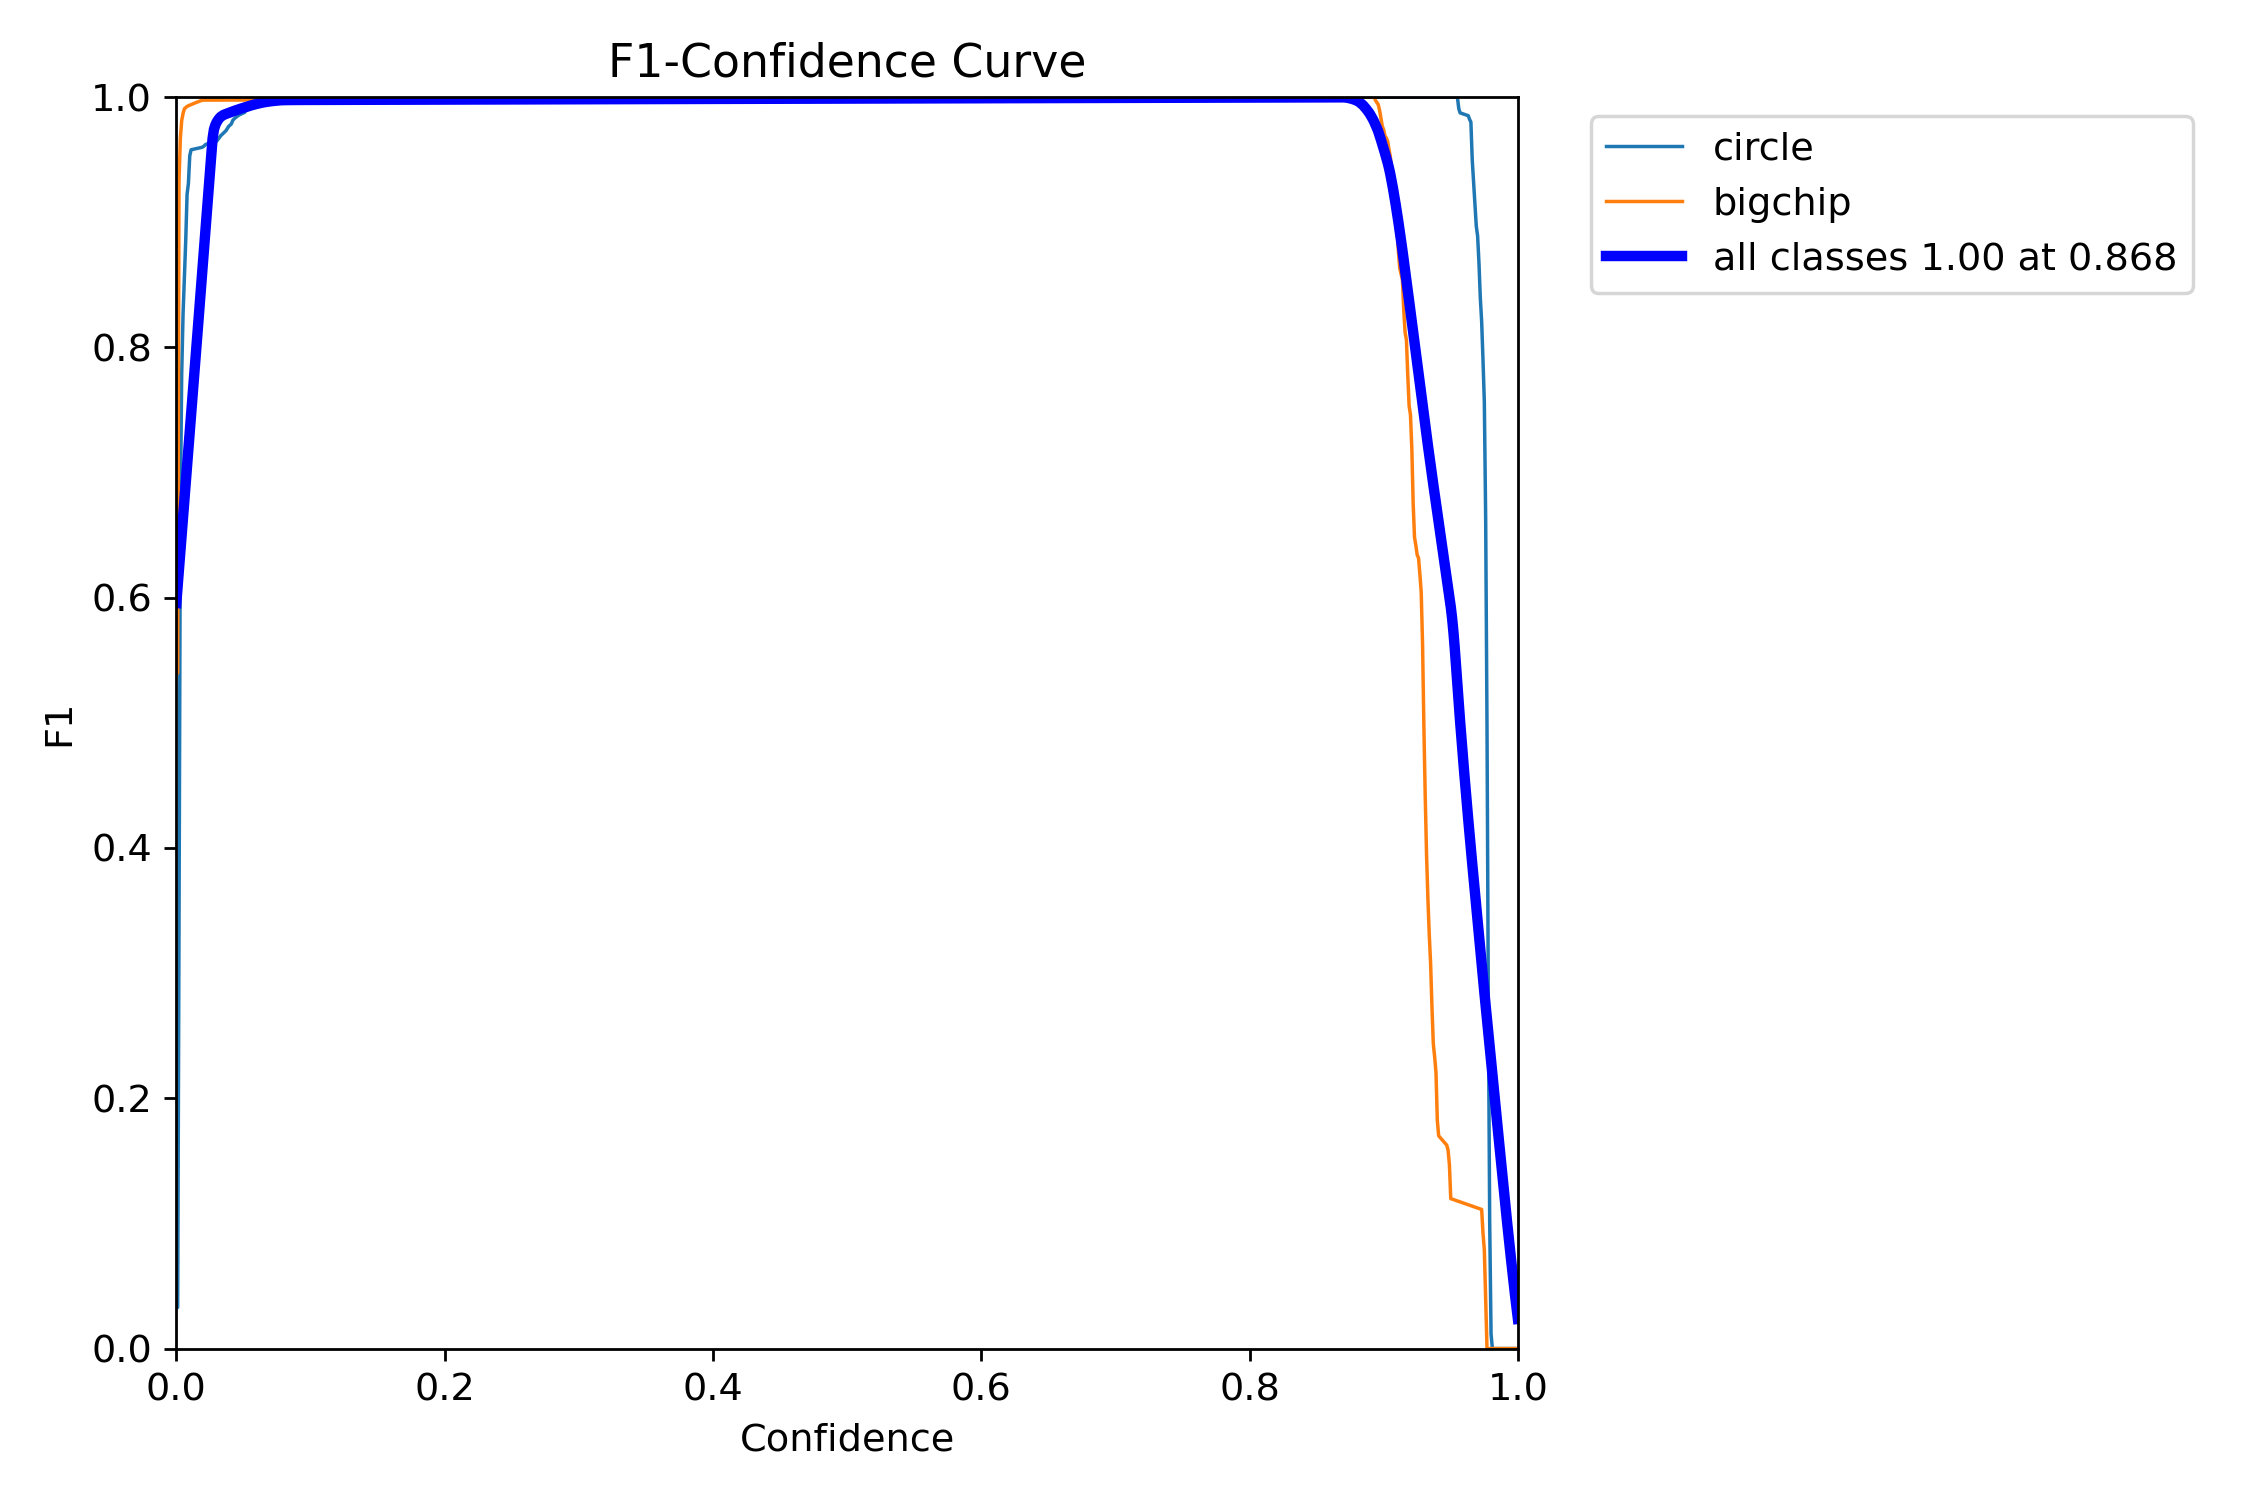 F1-Confidence Curve
1.0
0.8
0.6
0.4
0.2
0.0
F1
0.0 0.2 0.4 0.6 0.8 1.0
Confidence
circle
bigchip
all classes 1.00 at 0.868